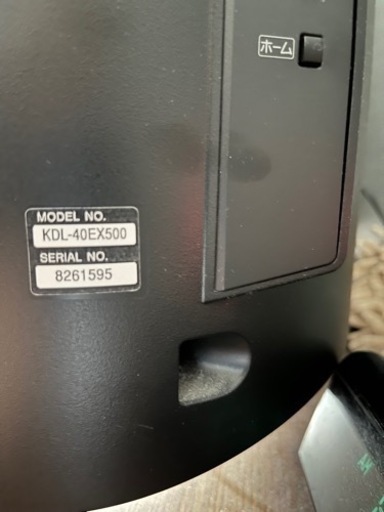 ホーム
MODEL NO.
KDL-40EX500
SERIAL NO.
8261595